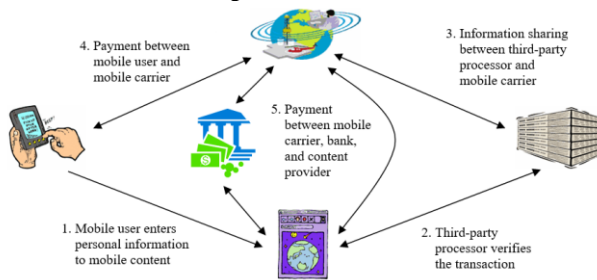 4. Payment between
mobile user and
mobile carrier
3. Information sharing
between third-party
processor and
mobile carrier
5. Payment
between mobile
carrier, bank,
and content
provider
$
1. Mobile user enters
personal information
to mobile content
2. Third-party
processor verifies
the transaction